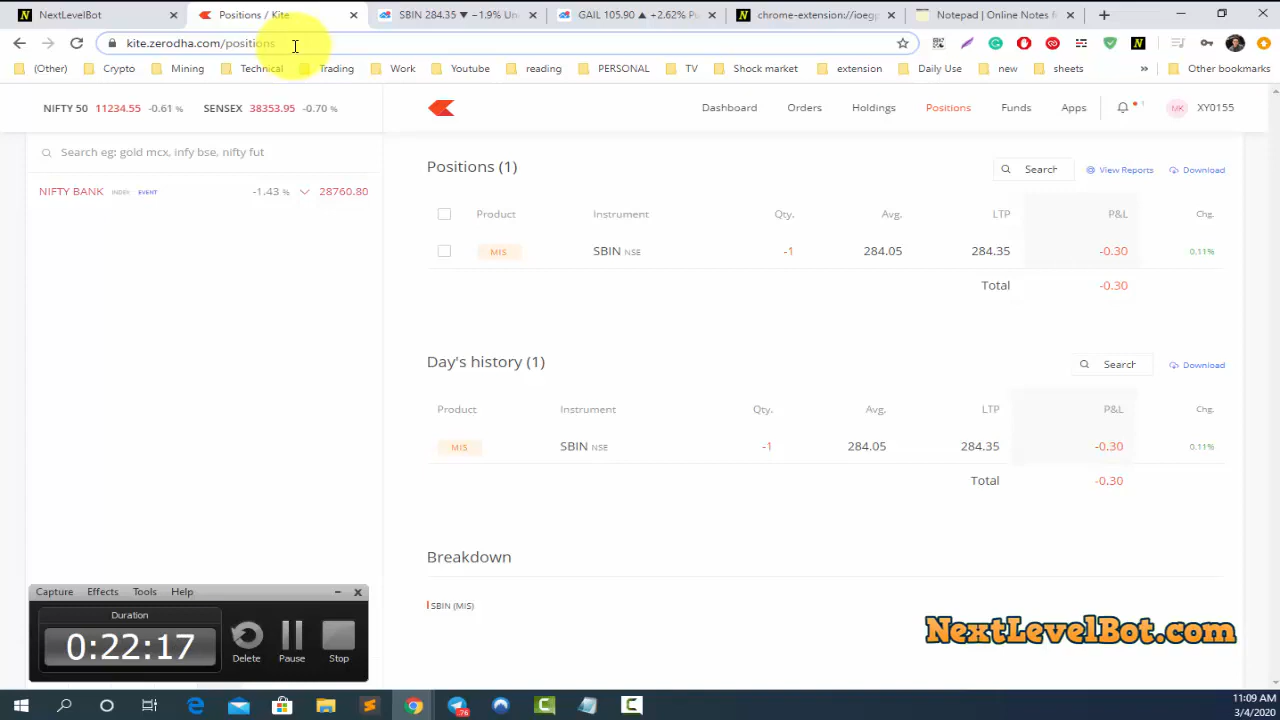 NextLevelBot
Positions / Kite
SBIN 284.35 ▼ −1.9% Un
GAIL 105.90 ▲ +2.62%
chrome-extension://ioeg
Notepad | Online Notes f
kite.zerodha.com/positions
(Other)
Crypto
Mining
Technical
Trading
Work
Youtube
reading
PERSONAL
TV
Shock market
extension
Daily Use
new
sheets
»
Other bookmarks
NIFTY 50 11234.55 -0.61 %
SENSEX 38353.95 -0.70 %
Dashboard
Orders
Holdings
Positions
Funds
Apps
1
MK
XY0155
Search eg: gold mcx, infy bse, nifty fut
NIFTY BANK INDEX EVENT -1.43 % 28760.80
Positions (1)
Search
View Reports
Download
Product Instrument Qty. Avg. LTP P&L Chg.
MIS SBIN NSE -1 284.05 284.35 -0.30 0.11%
Total -0.30
Day's history (1)
Search
Download
Product Instrument Qty. Avg. LTP P&L Chg.
MIS SBIN NSE -1 284.05 284.35 -0.30 0.11%
Total -0.30
Breakdown
SBIN (MIS)
Capture Effects Tools Help
Duration
0:22:17
Delete
Pause
Stop
NextLevelBot.com
76
11:09 AM
3/4/2020